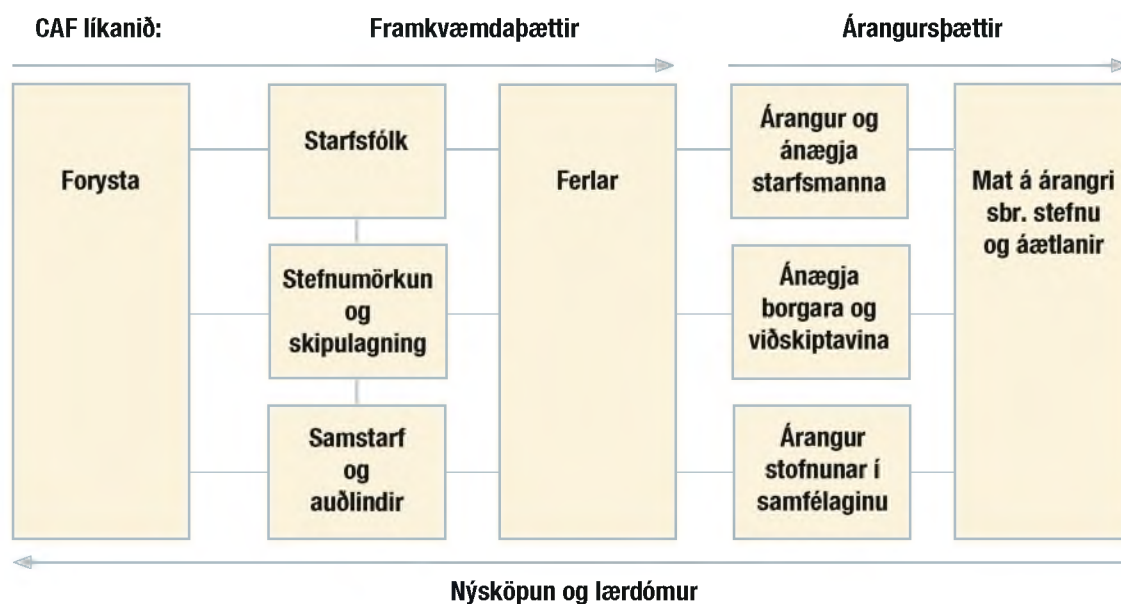 CAF líkanið:
Framkvæmdaþættir
Árangursþættir
Forysta
Starfsfólk
Stefnumörkun
og
skipulagning
Samstarf
og
auðlindir
Ferlar
Árangur og
ánægja
starfsmanna
Ánægja
borgara og
viðskiptavina
Árangur
stofnunar í
samfélaginu
Mat á árangri
sbr. stefnu
og áætlanir
Nýsköpun og lærdómur